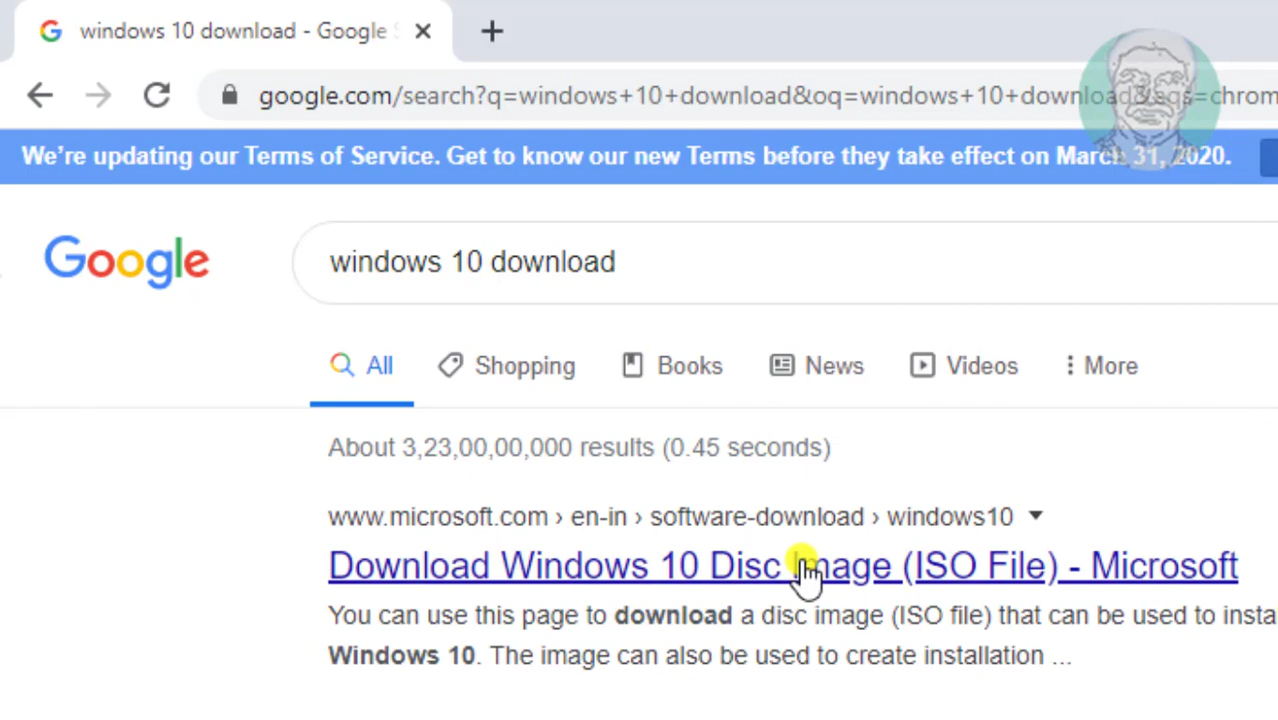 windows 10 download - Google
google.com/search?q=windows+10+download&oq=windows+10+download&aqs=chrom
We're updating our Terms of Service. Get to know our new Terms before they take effect on March 31, 2020.
Google
windows 10 download
All Shopping Books News Videos More
About 3,23,00,00,000 results (0.45 seconds)
www.microsoft.com › en-in › software-download › windows10
Download Windows 10 Disc Image (ISO File) - Microsoft
You can use this page to download a disc image (ISO file) that can be used to insta
Windows 10. The image can also be used to create installation ...